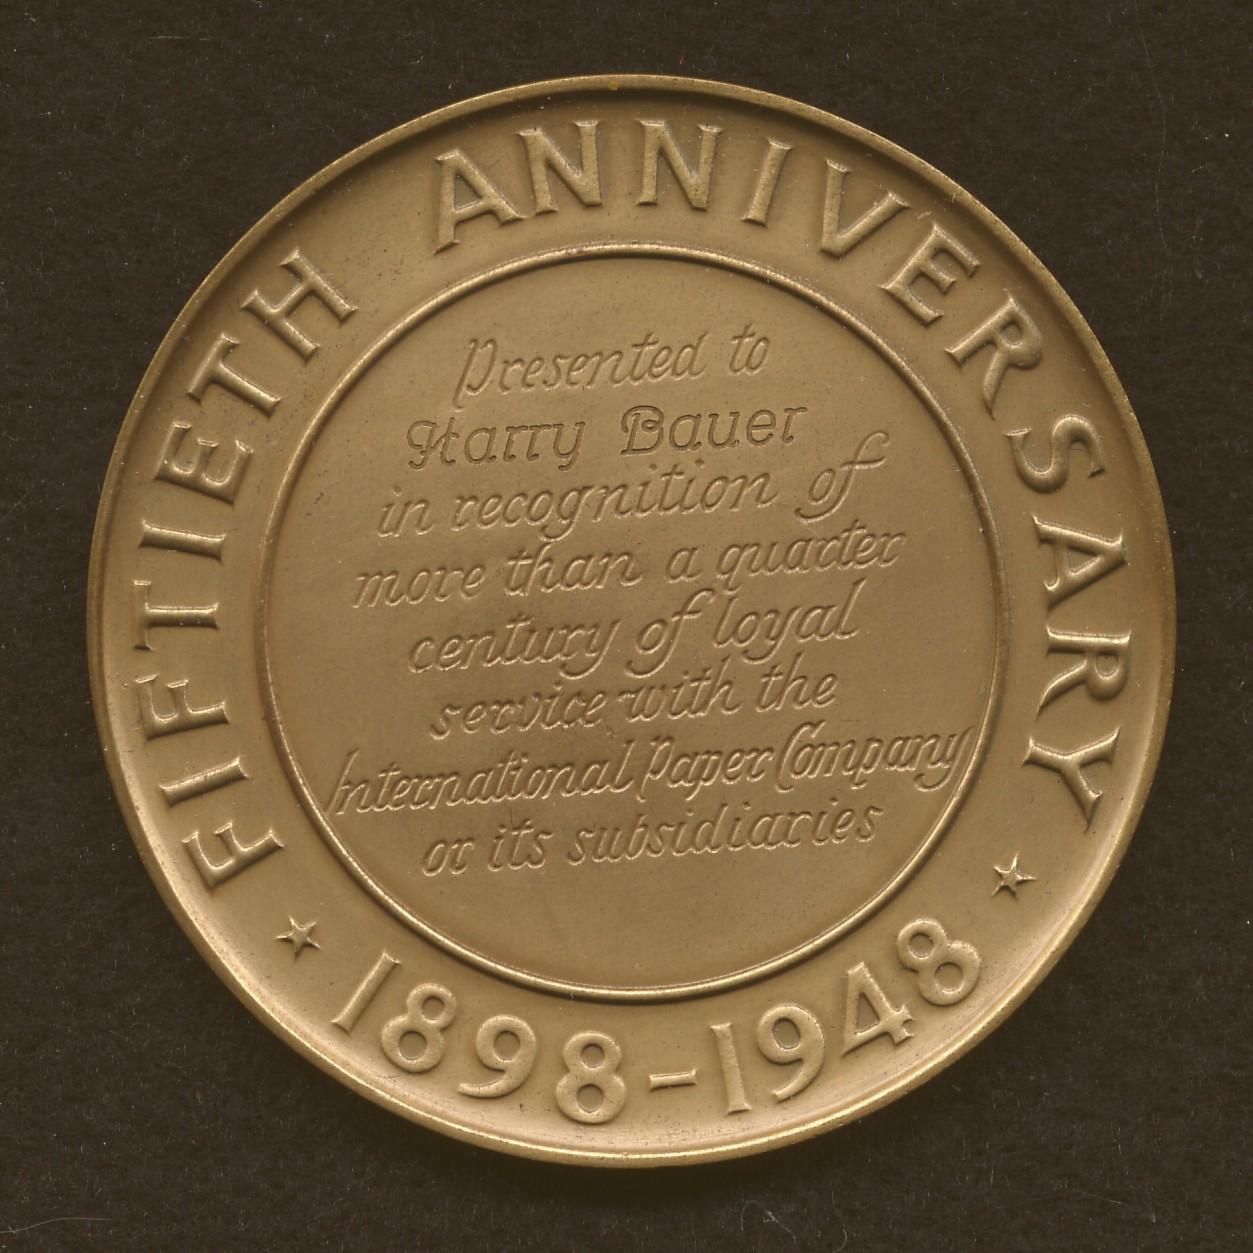 FIFTIETH ANNIVERSARY
Presented to
Harry Bauer
in recognition of
more than a quarter
century of loyal
service with the
International Paper Company
or its subsidiaries
★ 1898-1948 ★